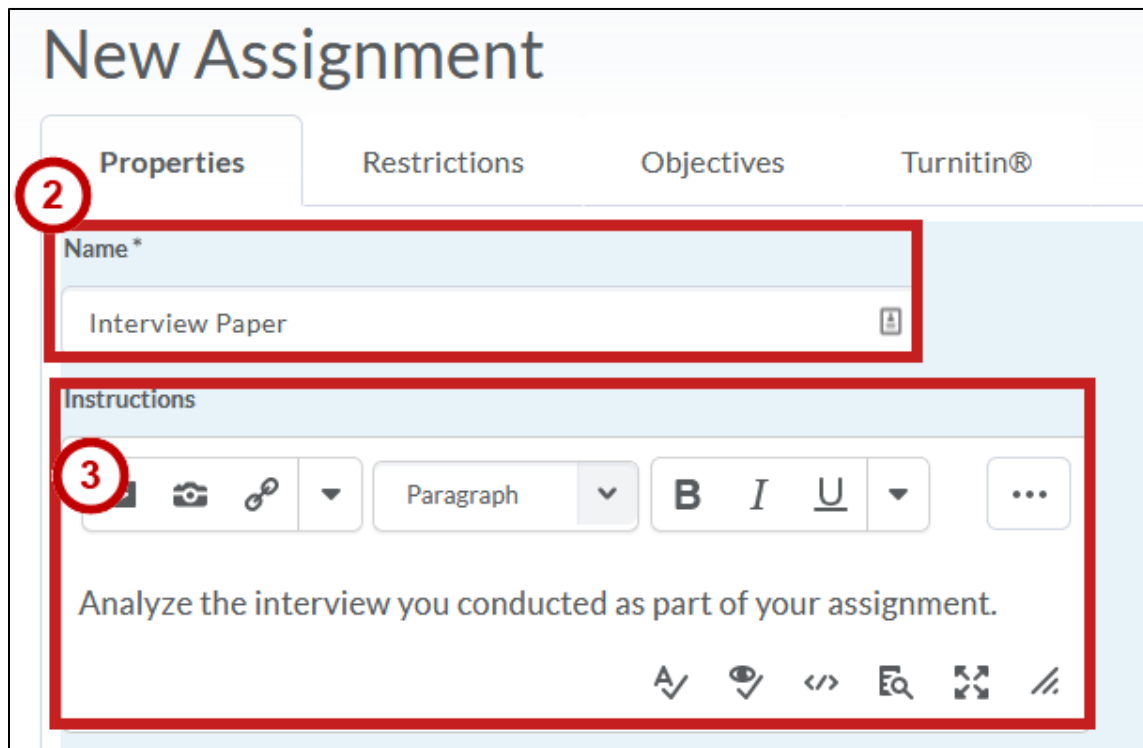 New Assignment
Properties Restrictions Objectives Turnitin®
2
Name *
Interview Paper
Instructions
3
Paragraph B I U
Analyze the interview you conducted as part of your assignment.